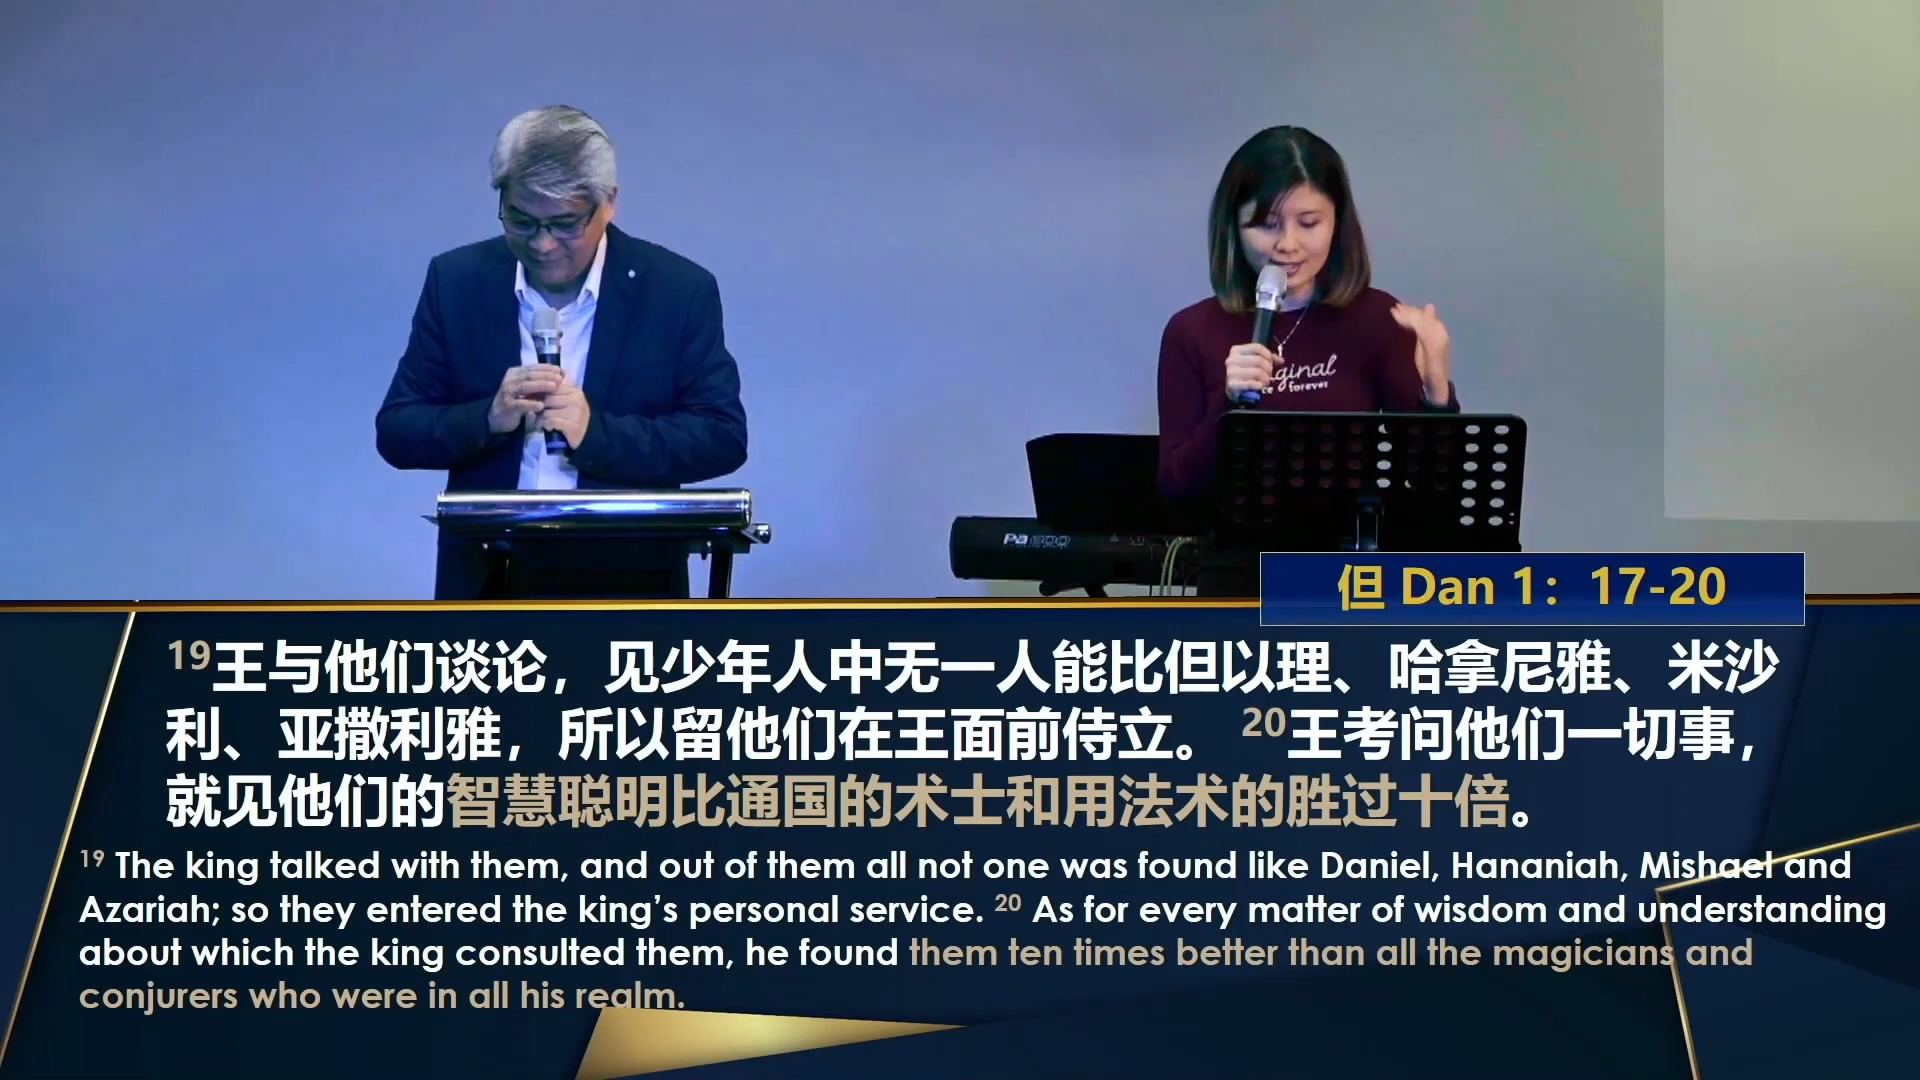 ginal
ce forever
Pa 600
但 Dan 1：17-20
19王与他们谈论，见少年人中无一人能比但以理、哈拿尼雅、米沙
利、亚撒利雅，所以留他们在王面前侍立。 20王考问他们一切事，
就见他们的智慧聪明比通国的术士和用法术的胜过十倍。
19 The king talked with them, and out of them all not one was found like Daniel, Hananiah, Mishael and
Azariah; so they entered the king’s personal service. 20 As for every matter of wisdom and understanding
about which the king consulted them, he found them ten times better than all the magicians and
conjurers who were in all his realm.